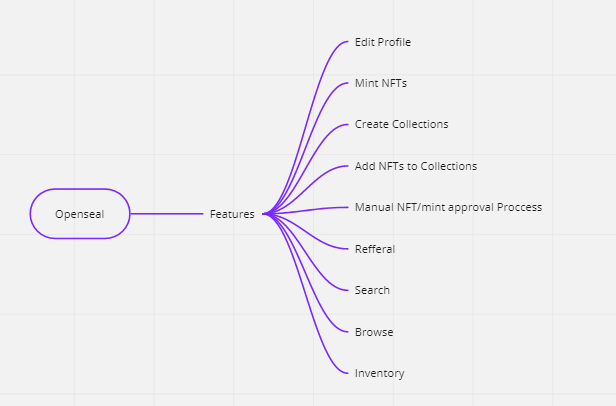 Openseal
Features
Edit Profile
Mint NFTs
Create Collections
Add NFTs to Collections
Manual NFT/mint approval Proccess
Refferal
Search
Browse
Inventory